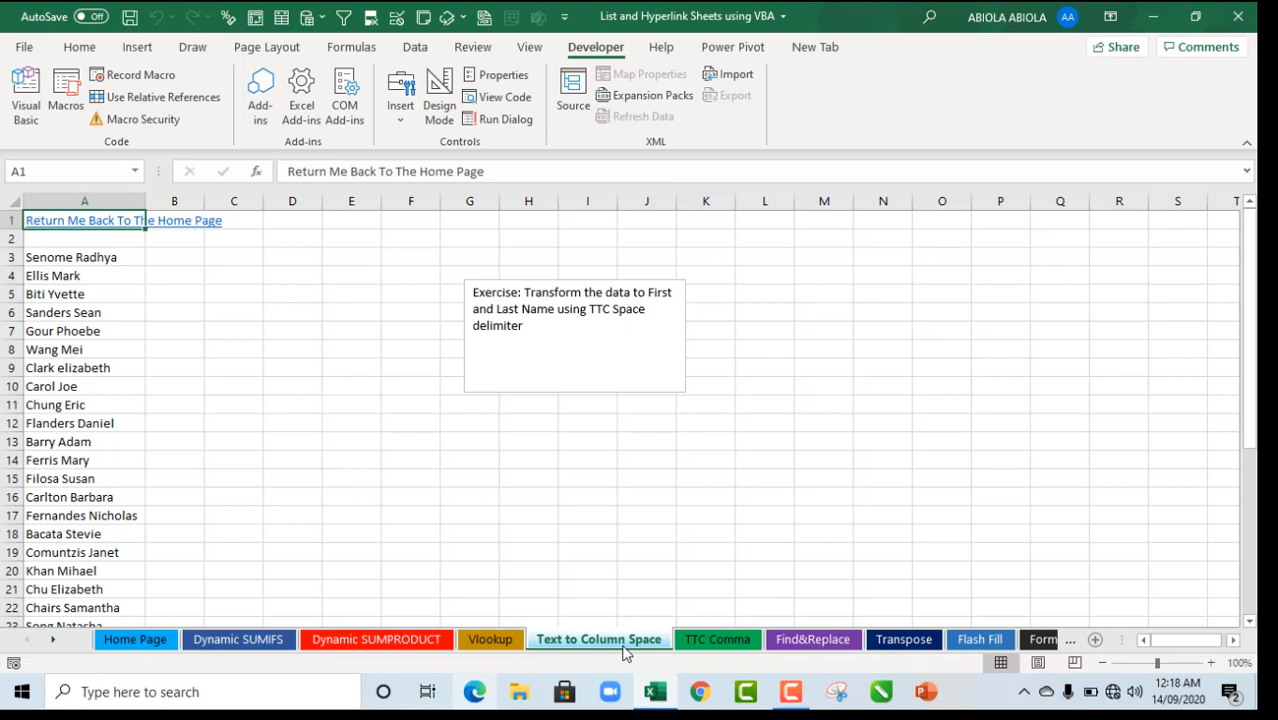 AutoSave Off
List and Hyperlink Sheets using VBA
ABIOLA ABIOLA AA
File Home Insert Draw Page Layout Formulas Data Review View Developer Help Power Pivot New Tab Share Comments
Visual Basic
Macros
Record Macro
Use Relative References
Macro Security
Code
Add-ins
Excel Add-ins
COM Add-ins
Add-ins
Insert
Design Mode
Properties
View Code
Run Dialog
Controls
Source
Map Properties
Expansion Packs
Refresh Data
Import
Export
XML
A1 fx Return Me Back To The Home Page
A B C D E F G H I J K L M N O P Q R S T
1 Return Me Back To The Home Page
2
3 Senome Radhya
4 Ellis Mark
5 Biti Yvette
6 Sanders Sean
7 Gour Phoebe
8 Wang Mei
9 Clark elizabeth
10 Carol Joe
11 Chung Eric
12 Flanders Daniel
13 Barry Adam
14 Ferris Mary
15 Filosa Susan
16 Carlton Barbara
17 Fernandes Nicholas
18 Bacata Stevie
19 Comuntzis Janet
20 Khan Mihael
21 Chu Elizabeth
22 Chairs Samantha
23 Song Natasha
Exercise: Transform the data to First
and Last Name using TTC Space
delimiter
Home Page Dynamic SUMIFS Dynamic SUMPRODUCT Vlookup Text to Column Space TTC Comma Find&Replace Transpose Flash Fill Form ...
100%
Type here to search
12:18 AM
14/09/2020
2